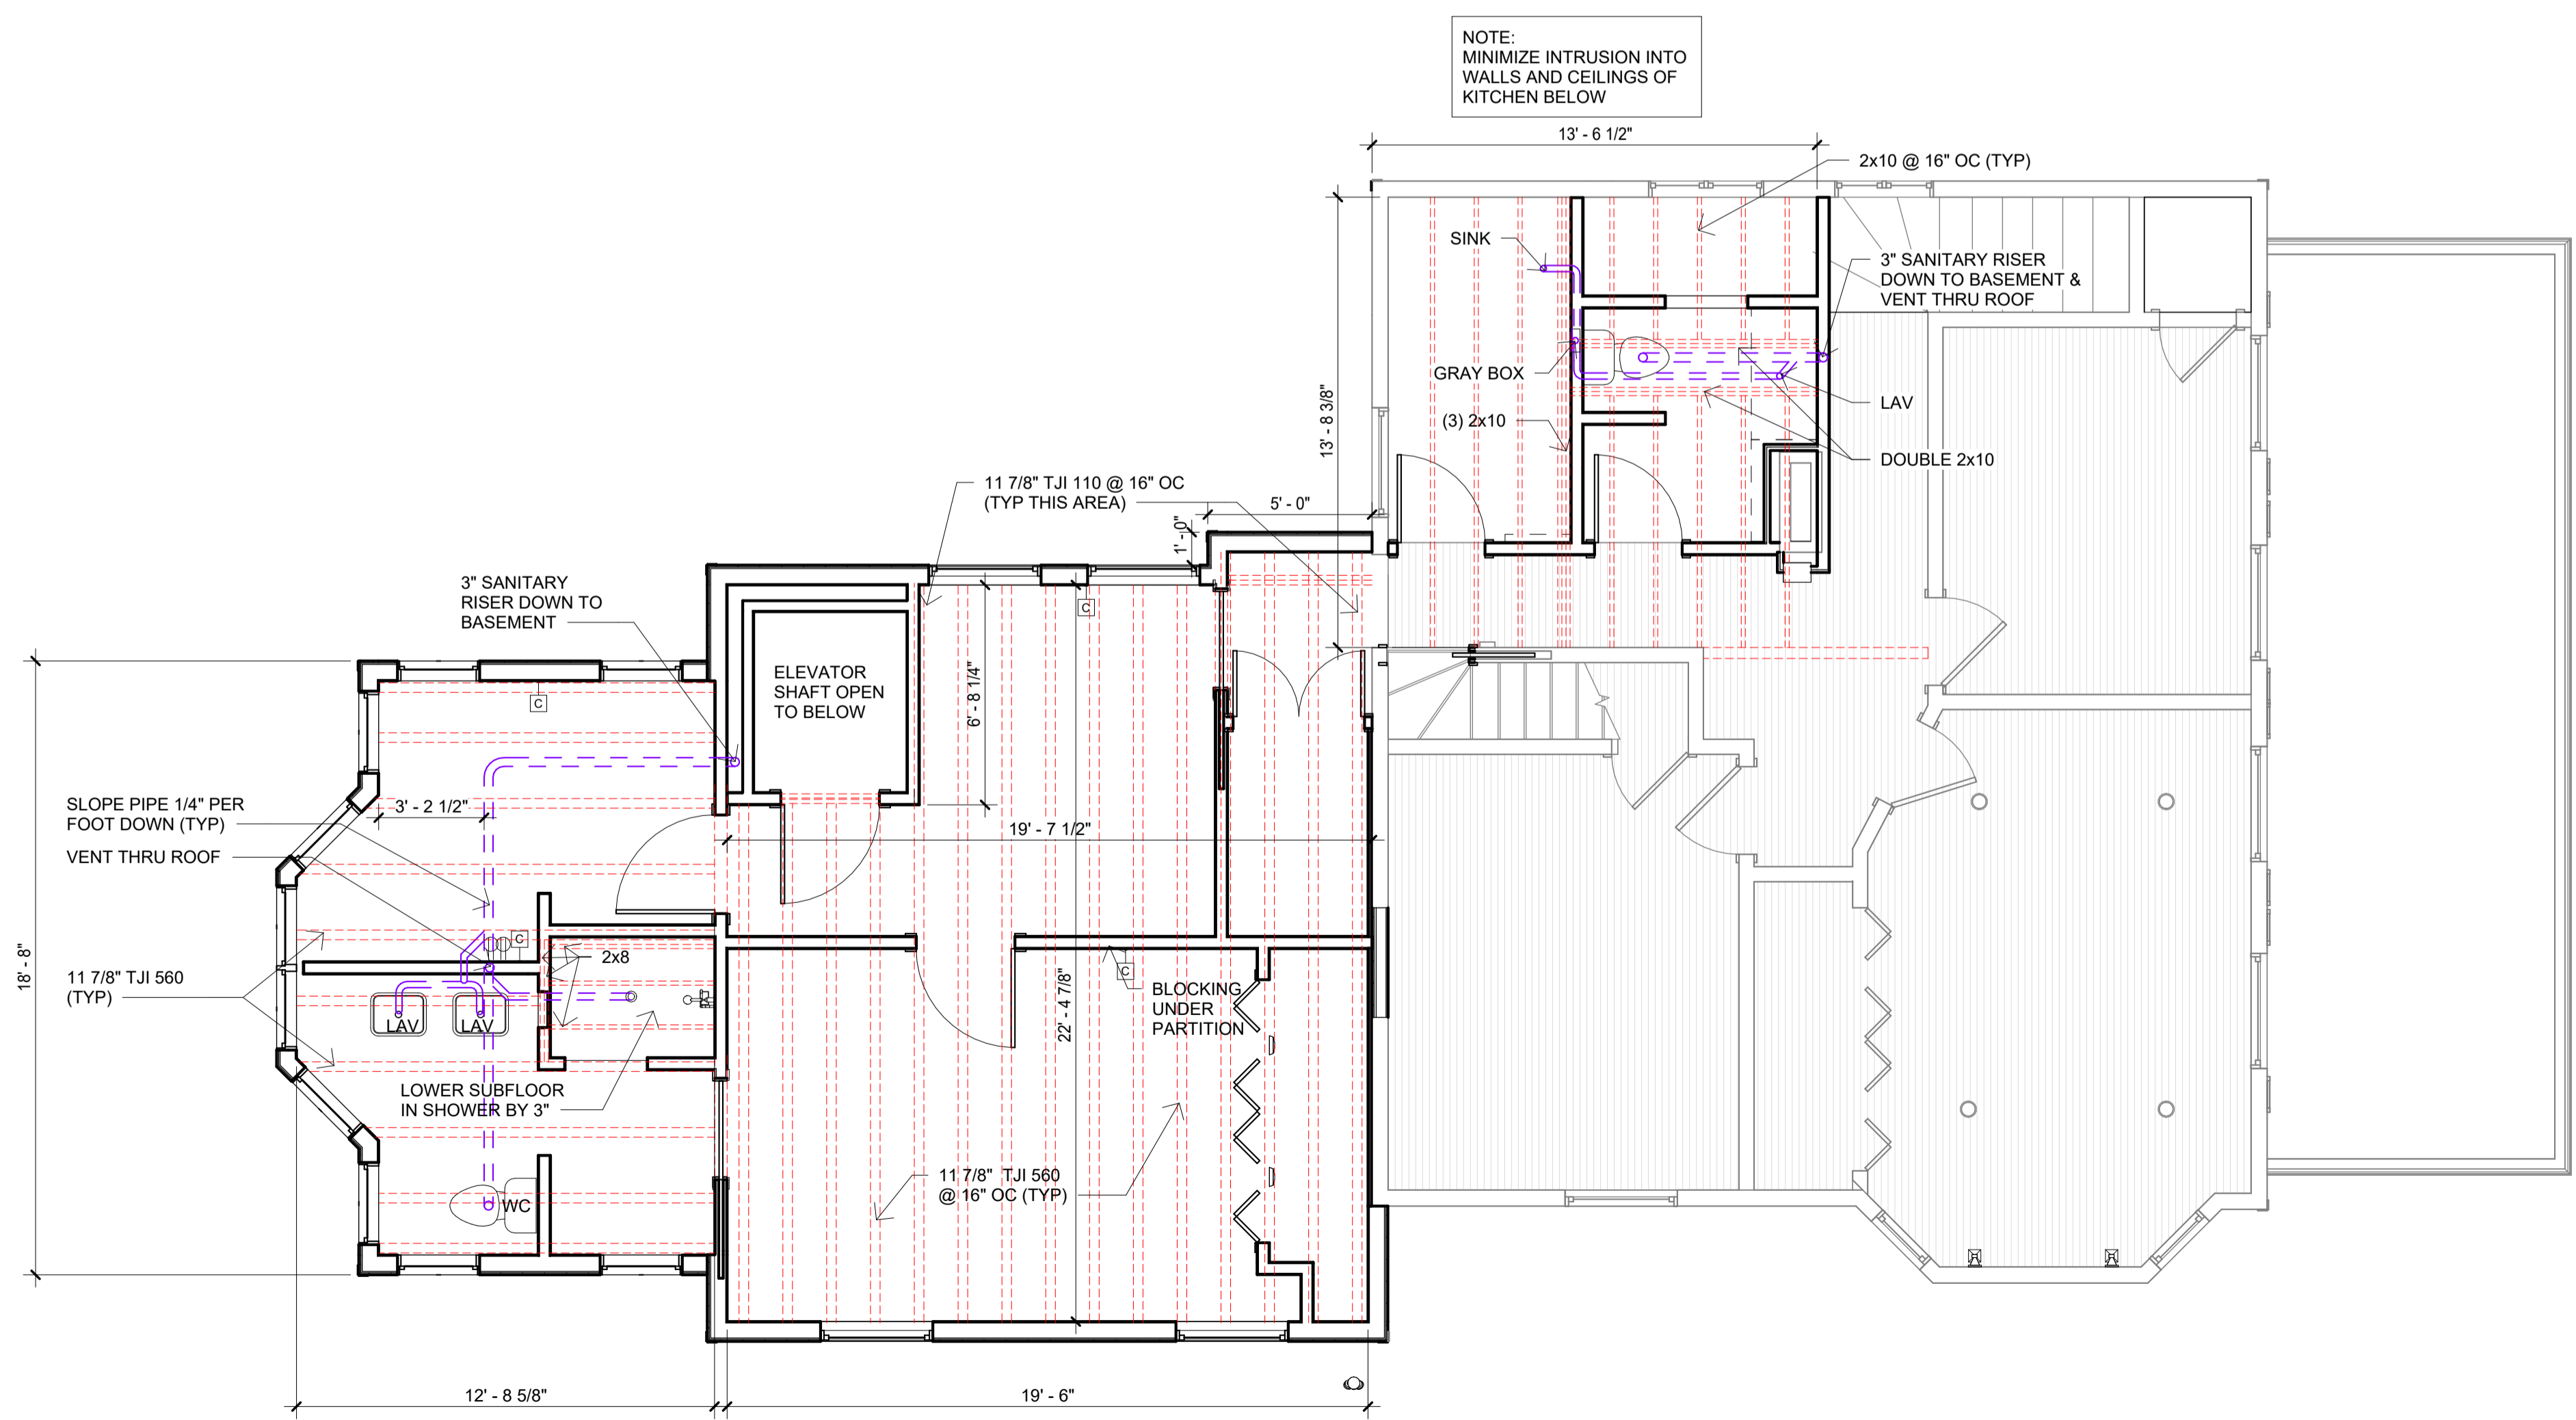 NOTE:
MINIMIZE INTRUSION INTO
WALLS AND CEILINGS OF
KITCHEN BELOW
13' - 6 1/2"
2x10 @ 16" OC (TYP)
SINK
3" SANITARY RISER
DOWN TO BASEMENT &
VENT THRU ROOF
GRAY BOX
13' - 8 3/8"
LAV
(3) 2x10
DOUBLE 2x10
11 7/8" TJI 110 @ 16" OC
(TYP THIS AREA)
5' - 0"
1' - 0"
3" SANITARY
RISER DOWN TO
BASEMENT
C
ELEVATOR
SHAFT OPEN
TO BELOW
6' - 8 1/4"
C
SLOPE PIPE 1/4" PER
FOOT DOWN (TYP)
3' - 2 1/2"
19' - 7 1/2"
VENT THRU ROOF
18' - 8"
C
2x8
11 7/8" TJI 560
(TYP)
C
22' - 4 7/8"
BLOCKING
UNDER
PARTITION
LAV
LAV
LOWER SUBFLOOR
IN SHOWER BY 3"
11 7/8" TJI 560
@ 16" OC (TYP)
WC
12' - 8 5/8"
19' - 6"